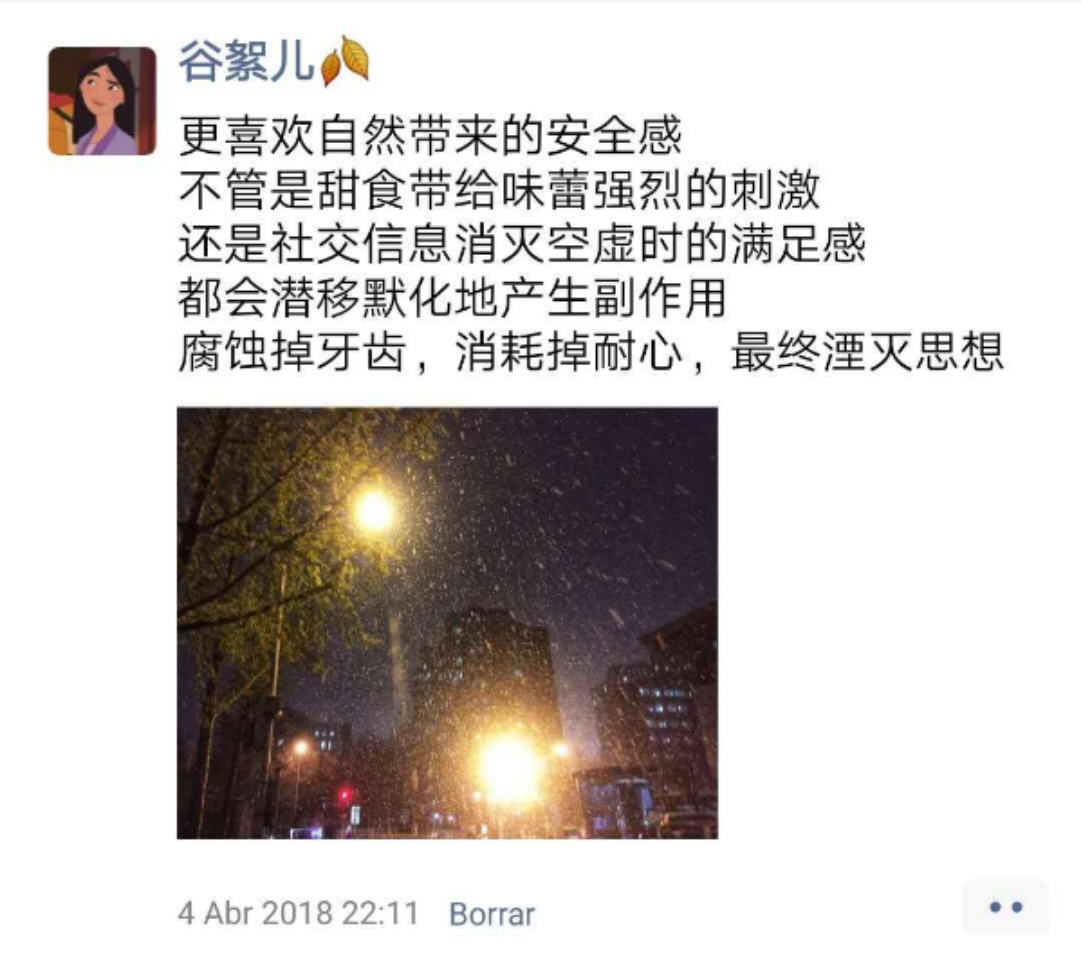 谷絮儿🍂
更喜欢自然带来的安全感
不管是甜食带给味蕾强烈的刺激
还是社交信息消灭空虚时的满足感
都会潜移默化地产生副作用
腐蚀掉牙齿，消耗掉耐心，最终湮灭思想
4 Abr 2018 22:11 Borrar